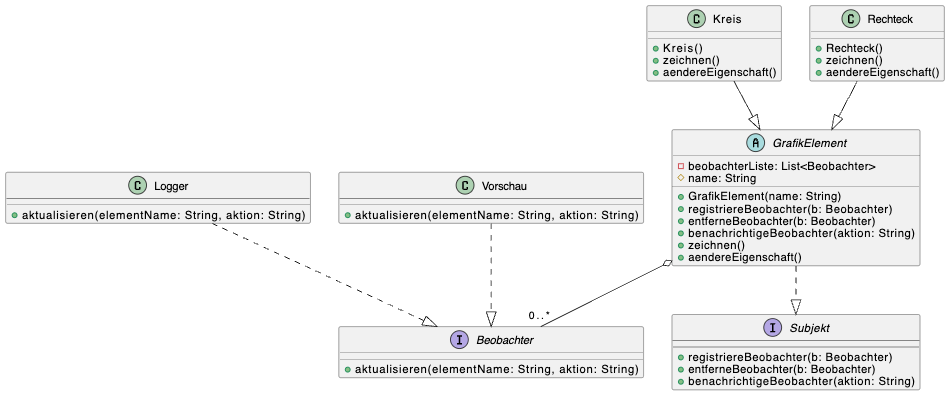 C Kreis
Kreis()
zeichnen()
aendereEigenschaft()
C Rechteck
Rechteck()
zeichnen()
aendereEigenschaft()
A GrafikElement
beobachterListe: List<Beobachter>
name: String
GrafikElement(name: String)
registriereBeobachter(b: Beobachter)
entferneBeobachter(b: Beobachter)
benachrichtigeBeobachter(aktion: String)
zeichnen()
aendereEigenschaft()
C Logger
aktualisieren(elementName: String, aktion: String)
C Vorschau
aktualisieren(elementName: String, aktion: String)
0..*
I Beobachter
aktualisieren(elementName: String, aktion: String)
I Subjekt
registriereBeobachter(b: Beobachter)
entferneBeobachter(b: Beobachter)
benachrichtigeBeobachter(aktion: String)